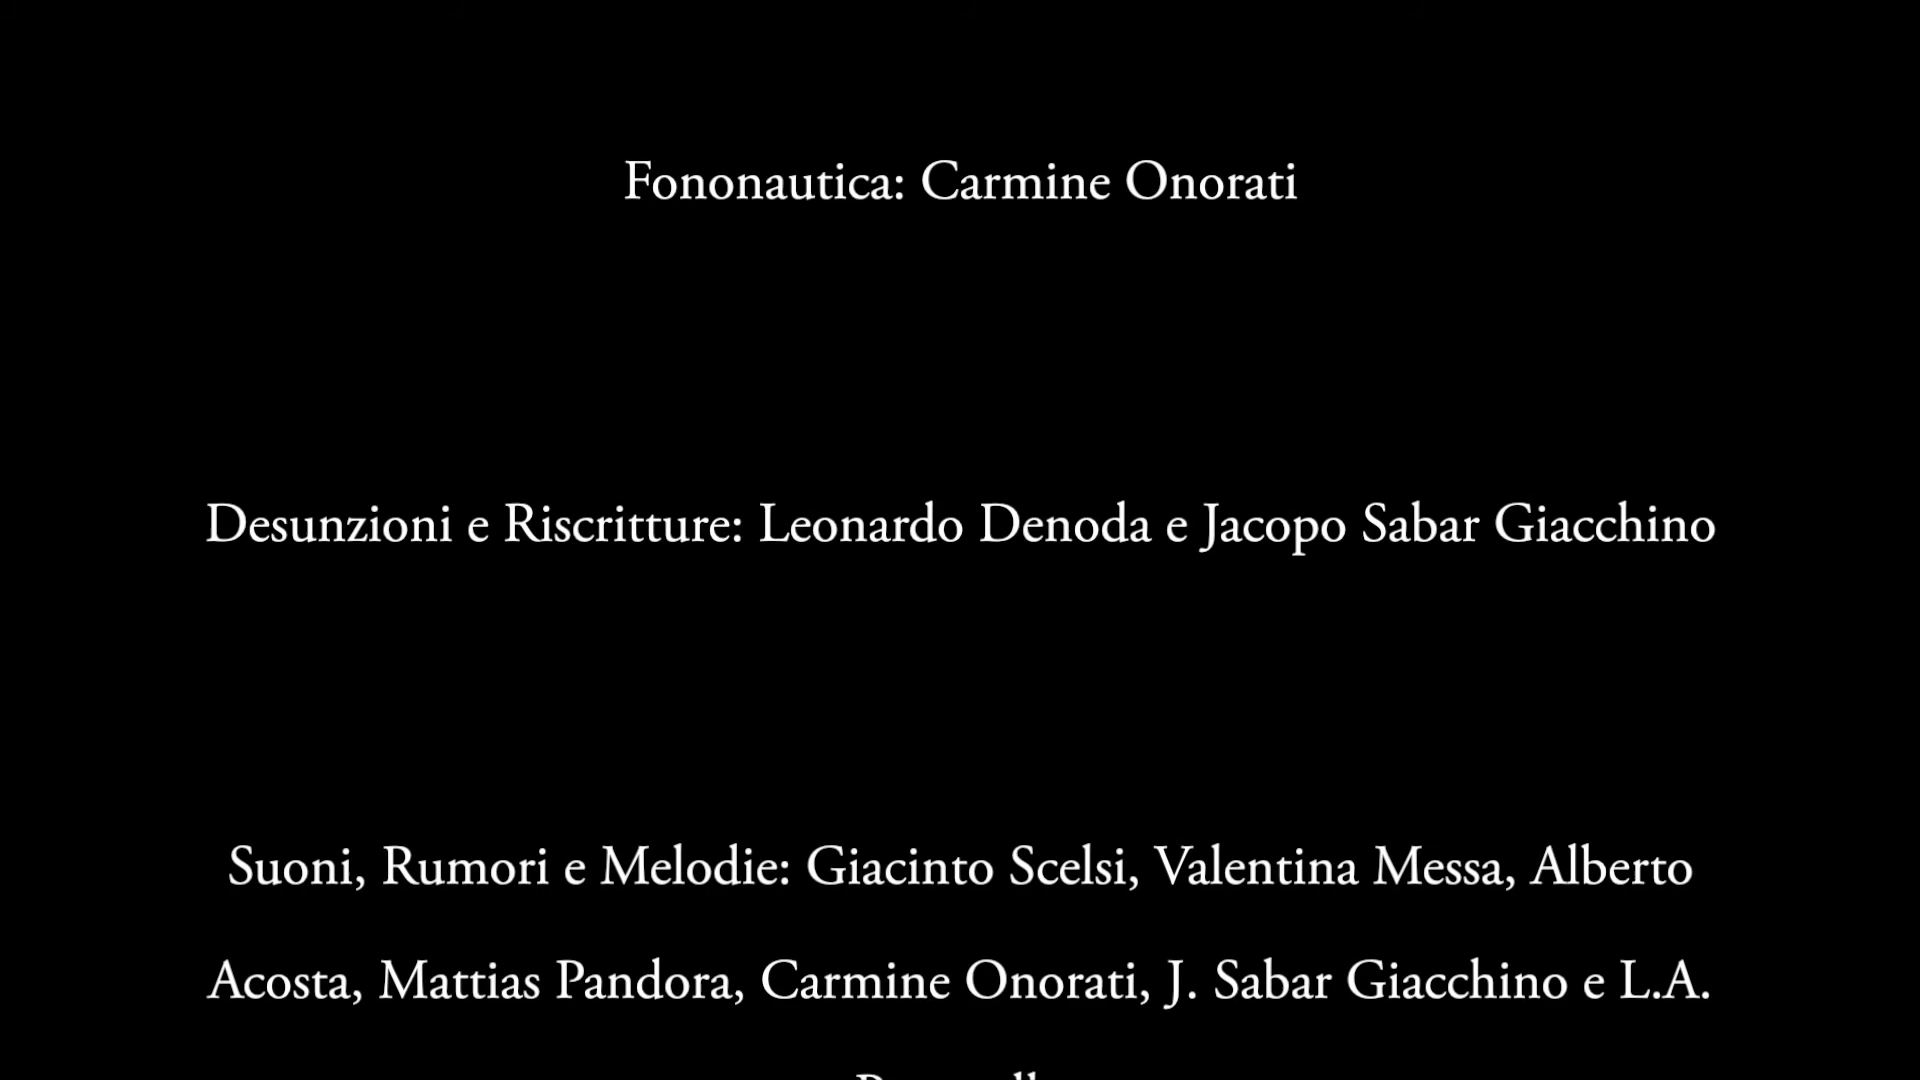 Fononautica: Carmine Onorati
Desunzioni e Riscritture: Leonardo Denoda e Jacopo Sabar Giacchino
Suoni, Rumori e Melodie: Giacinto Scelsi, Valentina Messa, Alberto
Acosta, Mattias Pandora, Carmine Onorati, J. Sabar Giacchino e L.A.